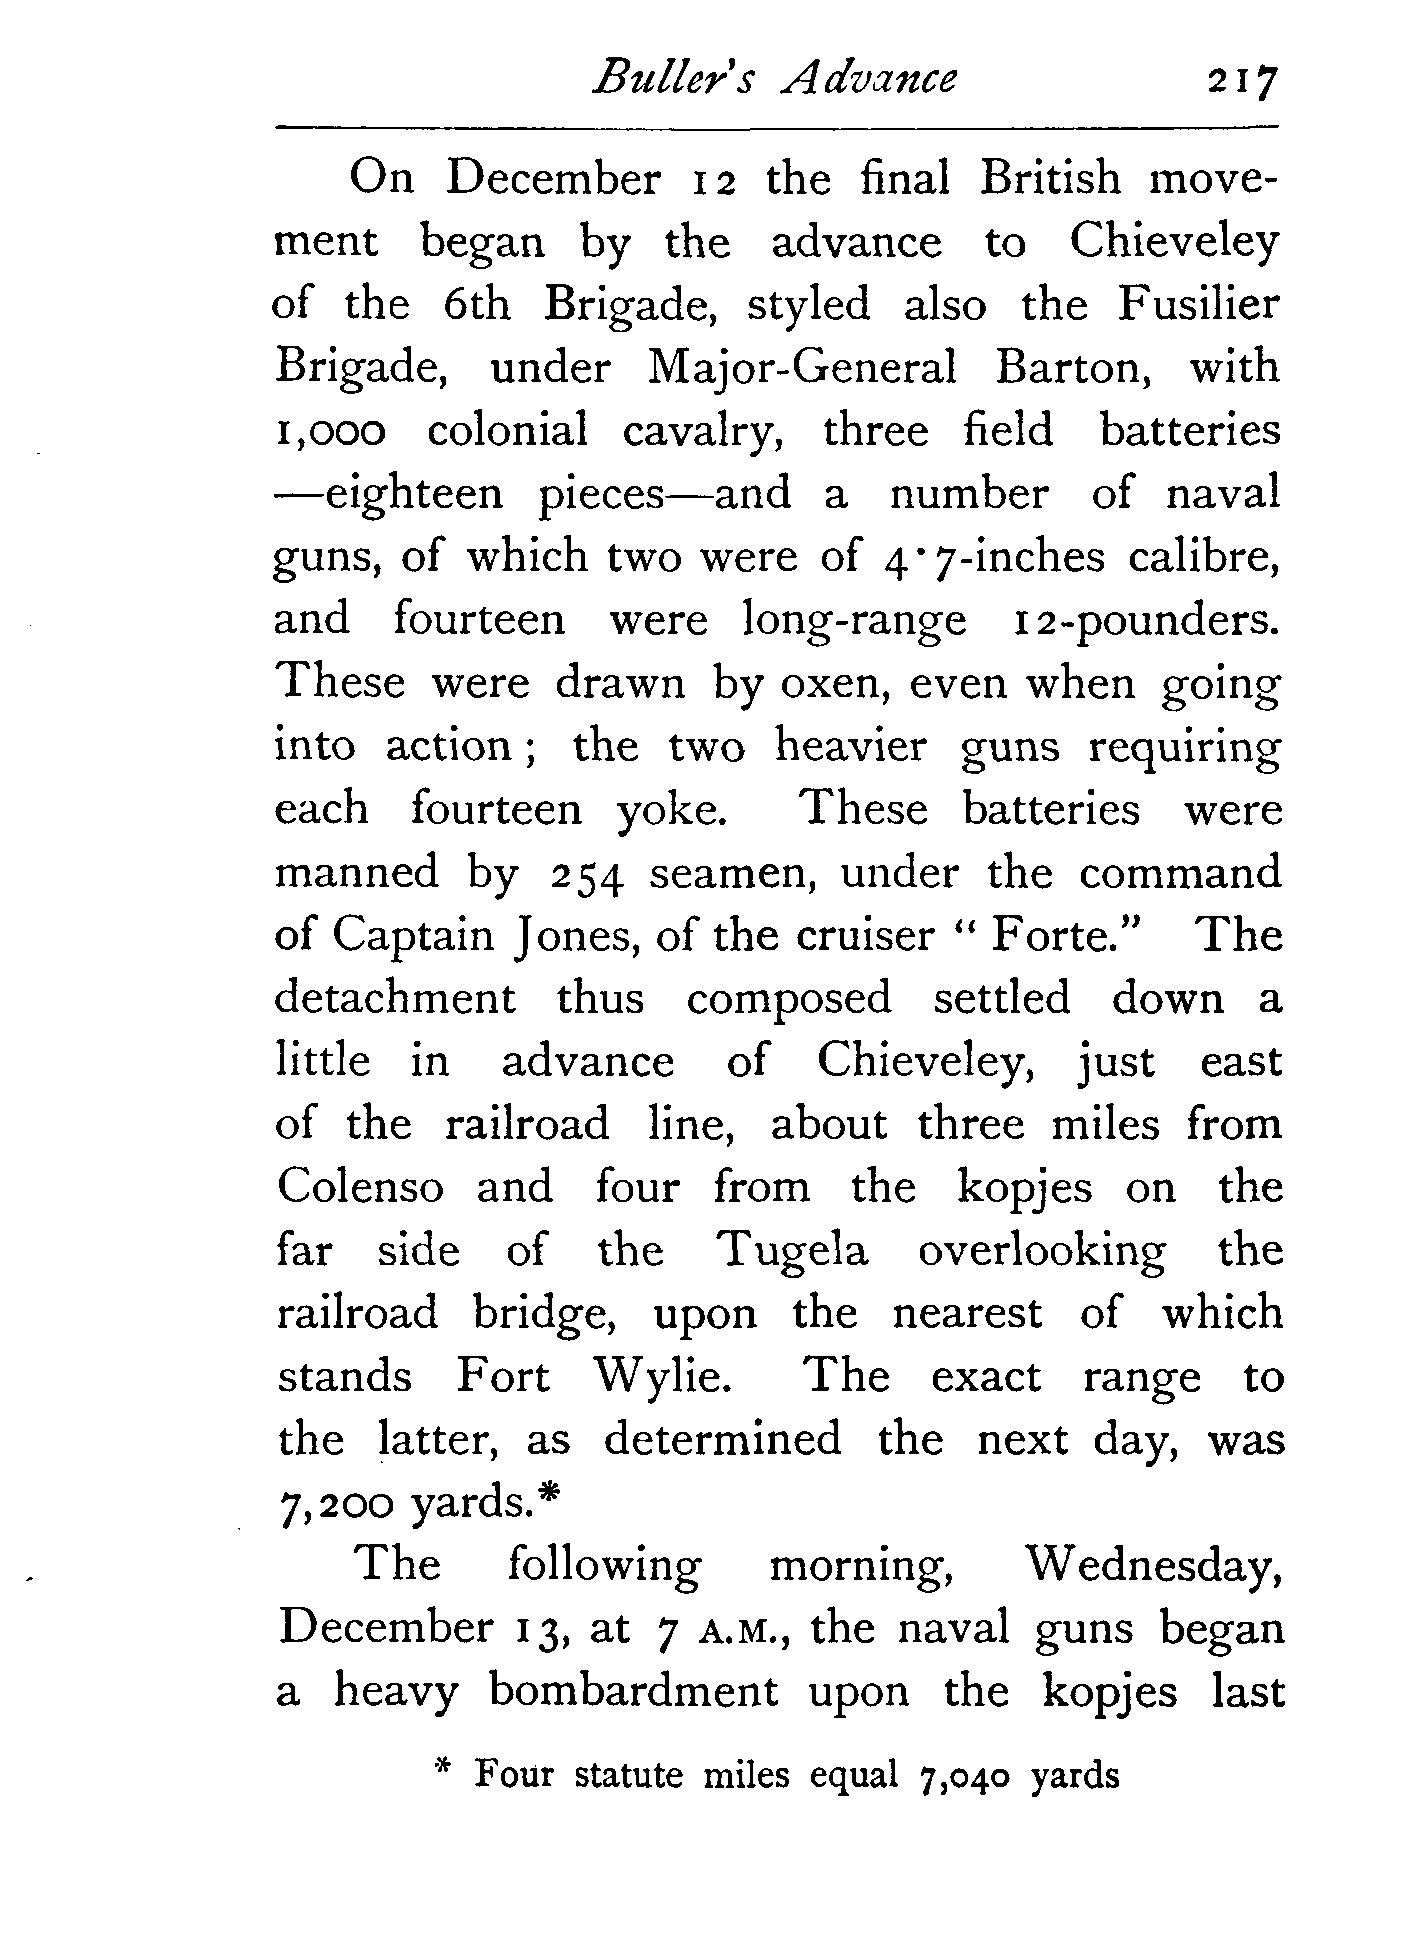 Buller's Advance 217
On December 12 the final British move-
ment began by the advance to Chieveley
of the 6th Brigade, styled also the Fusilier
Brigade, under Major-General Barton, with
1,000 colonial cavalry, three field batteries
—eighteen pieces—and a number of naval
guns, of which two were of 4·7-inches calibre,
and fourteen were long-range 12-pounders.
These were drawn by oxen, even when going
into action ; the two heavier guns requiring
each fourteen yoke. These batteries were
manned by 254 seamen, under the command
of Captain Jones, of the cruiser “ Forte.” The
detachment thus composed settled down a
little in advance of Chieveley, just east
of the railroad line, about three miles from
Colenso and four from the kopjes on the
far side of the Tugela overlooking the
railroad bridge, upon the nearest of which
stands Fort Wylie. The exact range to
the latter, as determined the next day, was
7,200 yards.*
The following morning, Wednesday,
December 13, at 7 A.M., the naval guns began
a heavy bombardment upon the kopjes last
* Four statute miles equal 7,040 yards